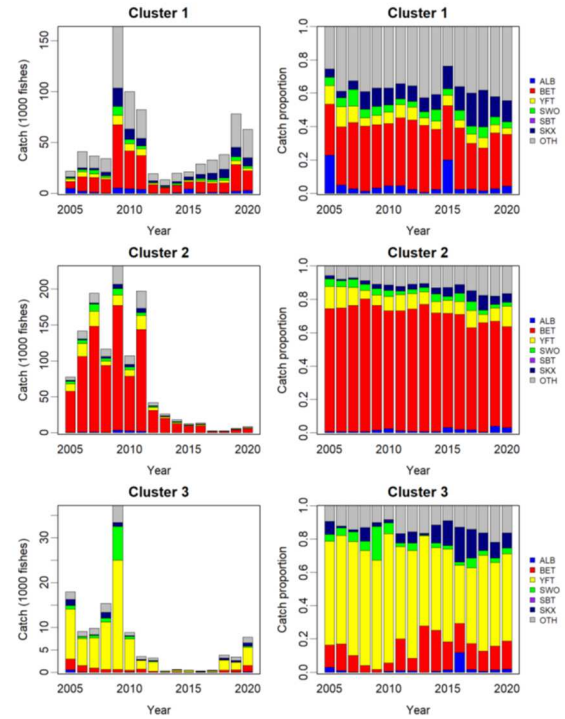 Cluster 1
Cluster 1
Catch (1000 fishes)
150
100
50
0
2005 2010 2015 2020
Year
Catch proportion
1.0
0.8
0.6
0.4
0.2
0.0
2005 2010 2015 2020
Year
ALB
BET
YFT
SWO
SBT
SKX
OTH
Cluster 2
Cluster 2
Catch (1000 fishes)
200
150
100
50
0
2005 2010 2015 2020
Year
Catch proportion
1.0
0.8
0.6
0.4
0.2
0.0
2005 2010 2015 2020
Year
ALB
BET
YFT
SWO
SBT
SKX
OTH
Cluster 3
Cluster 3
Catch (1000 fishes)
30
20
10
5
0
2005 2010 2015 2020
Year
Catch proportion
1.0
0.8
0.6
0.4
0.2
0.0
2005 2010 2015 2020
Year
ALB
BET
YFT
SWO
SBT
SKX
OTH